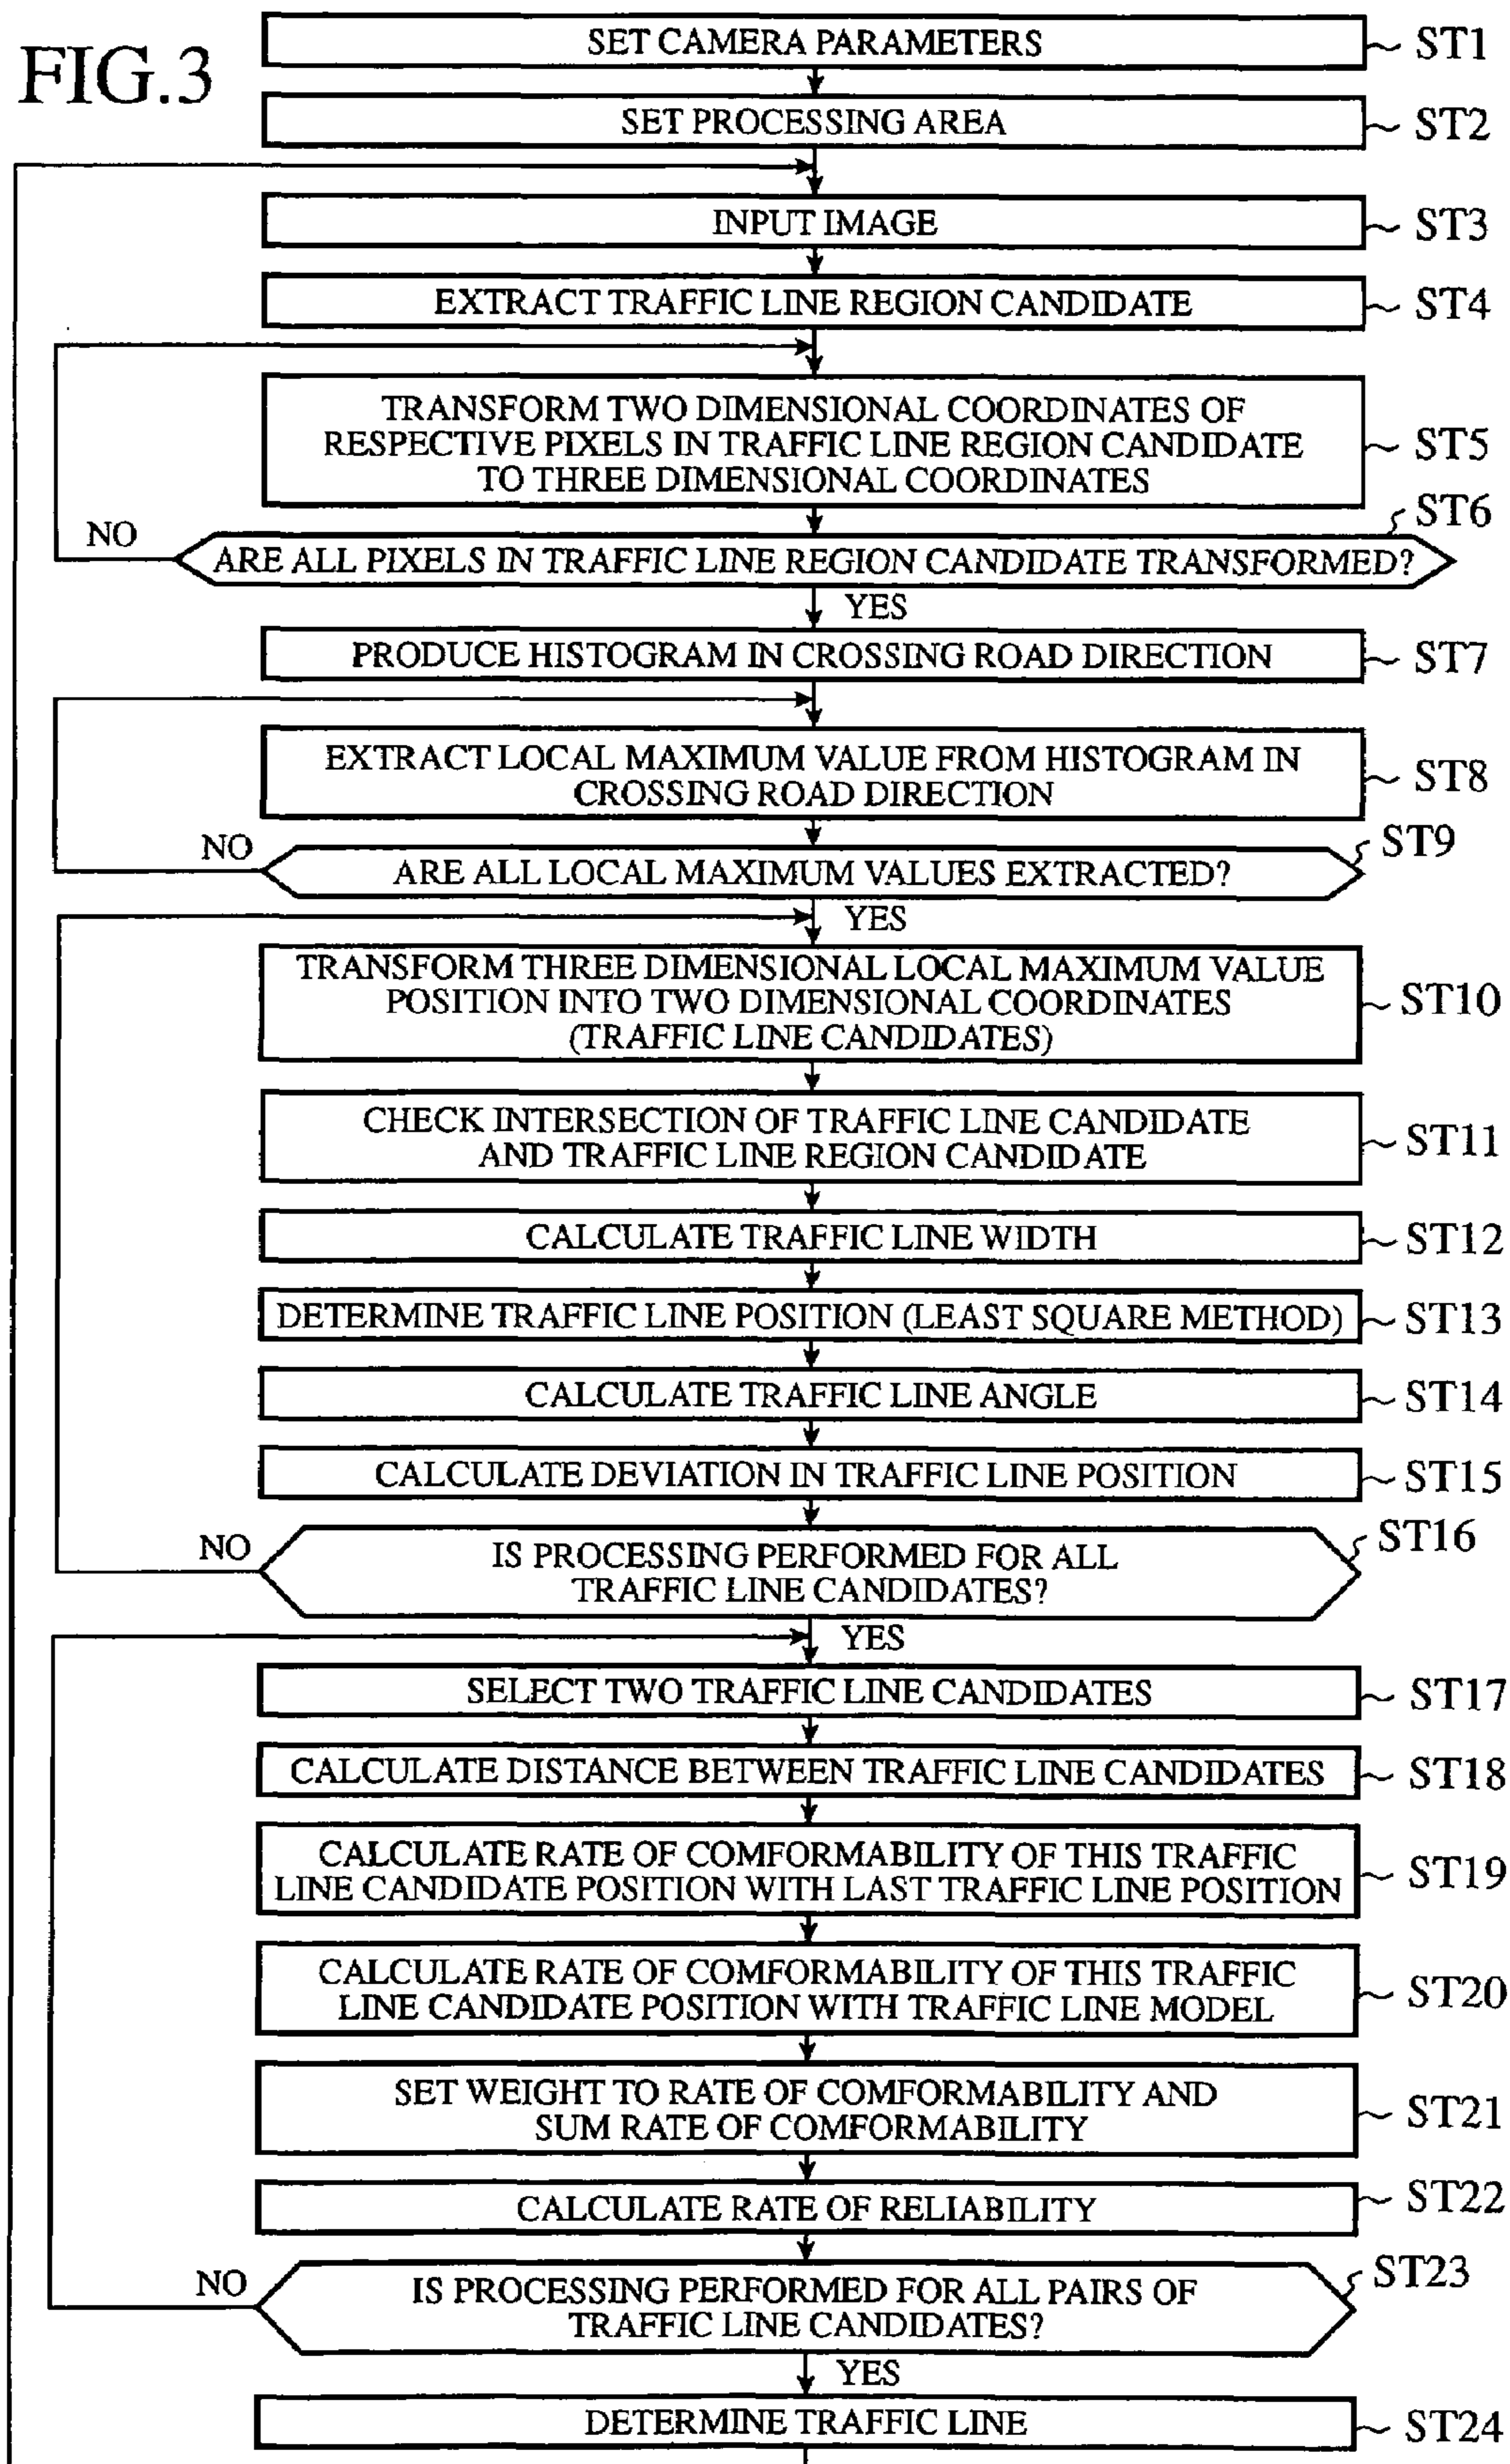 FIG.3
SET CAMERA PARAMETERS
ST1
SET PROCESSING AREA
ST2
INPUT IMAGE
ST3
EXTRACT TRAFFIC LINE REGION CANDIDATE
ST4
TRANSFORM TWO DIMENSIONAL COORDINATES OF
RESPECTIVE PIXELS IN TRAFFIC LINE REGION CANDIDATE
TO THREE DIMENSIONAL COORDINATES
ST5
ST6
NO
ARE ALL PIXELS IN TRAFFIC LINE REGION CANDIDATE TRANSFORMED?
YES
PRODUCE HISTOGRAM IN CROSSING ROAD DIRECTION
ST7
EXTRACT LOCAL MAXIMUM VALUE FROM HISTOGRAM IN
CROSSING ROAD DIRECTION
ST8
ST9
NO
ARE ALL LOCAL MAXIMUM VALUES EXTRACTED?
YES
TRANSFORM THREE DIMENSIONAL LOCAL MAXIMUM VALUE
POSITION INTO TWO DIMENSIONAL COORDINATES
(TRAFFIC LINE CANDIDATES)
ST10
CHECK INTERSECTION OF TRAFFIC LINE CANDIDATE
AND TRAFFIC LINE REGION CANDIDATE
ST11
CALCULATE TRAFFIC LINE WIDTH
ST12
DETERMINE TRAFFIC LINE POSITION (LEAST SQUARE METHOD)
ST13
CALCULATE TRAFFIC LINE ANGLE
ST14
CALCULATE DEVIATION IN TRAFFIC LINE POSITION
ST15
ST16
NO
IS PROCESSING PERFORMED FOR ALL
TRAFFIC LINE CANDIDATES?
YES
SELECT TWO TRAFFIC LINE CANDIDATES
ST17
CALCULATE DISTANCE BETWEEN TRAFFIC LINE CANDIDATES
ST18
CALCULATE RATE OF COMFORMABILITY OF THIS TRAFFIC
LINE CANDIDATE POSITION WITH LAST TRAFFIC LINE POSITION
ST19
CALCULATE RATE OF COMFORMABILITY OF THIS TRAFFIC
LINE CANDIDATE POSITION WITH TRAFFIC LINE MODEL
ST20
SET WEIGHT TO RATE OF COMFORMABILITY AND
SUM RATE OF COMFORMABILITY
ST21
CALCULATE RATE OF RELIABILITY
ST22
ST23
NO
IS PROCESSING PERFORMED FOR ALL PAIRS OF
TRAFFIC LINE CANDIDATES?
YES
DETERMINE TRAFFIC LINE
ST24